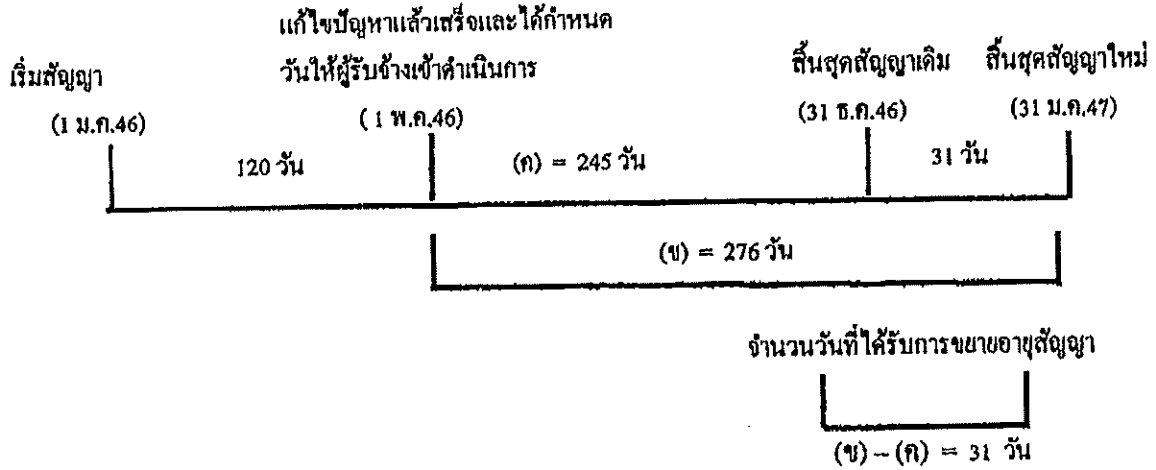 แก้ไขปัญหาแล้วเสร็จและได้กำหนด
วันให้ผู้รับจ้างเข้าดำเนินการ
เริ่มสัญญา
สิ้นสุดสัญญาเดิม
สิ้นสุดสัญญาใหม่
(1 ม.ค.46)
( 1 พ.ค.46)
(31 ธ.ค.46)
(31 ม.ค.47)
120 วัน
(ค) = 245 วัน
31 วัน
(ข) = 276 วัน
จำนวนวันที่ได้รับการขยายอายุสัญญา
(ข) – (ค) = 31 วัน